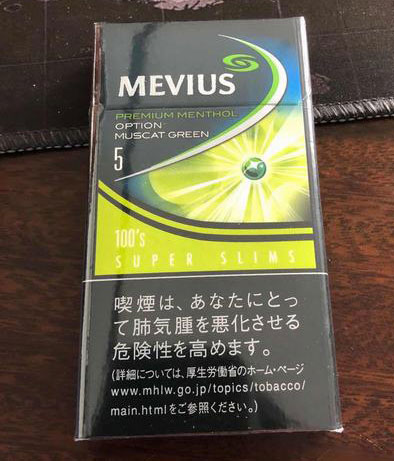 MEVIUS
PREMIUM MENTHOL
OPTION
MUSCAT GREEN
5
100's
SUPER SLIMS
喫煙は、あなたにとっ
て肺気腫を悪化させる
危険性を高めます。
(詳細については、厚生労働省のホーム・ページ
www.mhlw.go.jp/topics/tobacco/
main.htmlをご参照ください。)